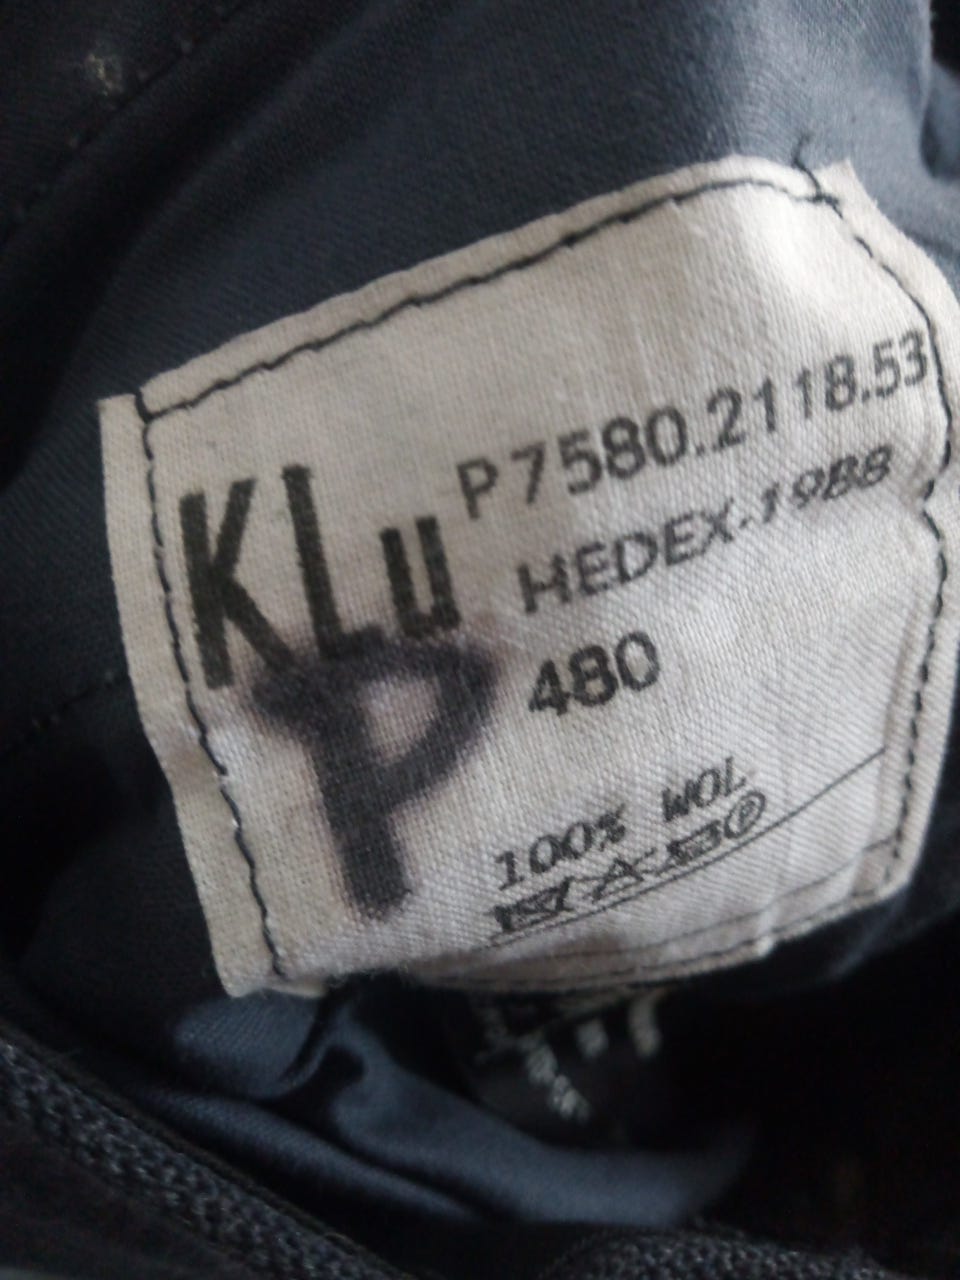 KLu
P7580.2118.53
HEDEX-1988
480
P
100% WOL